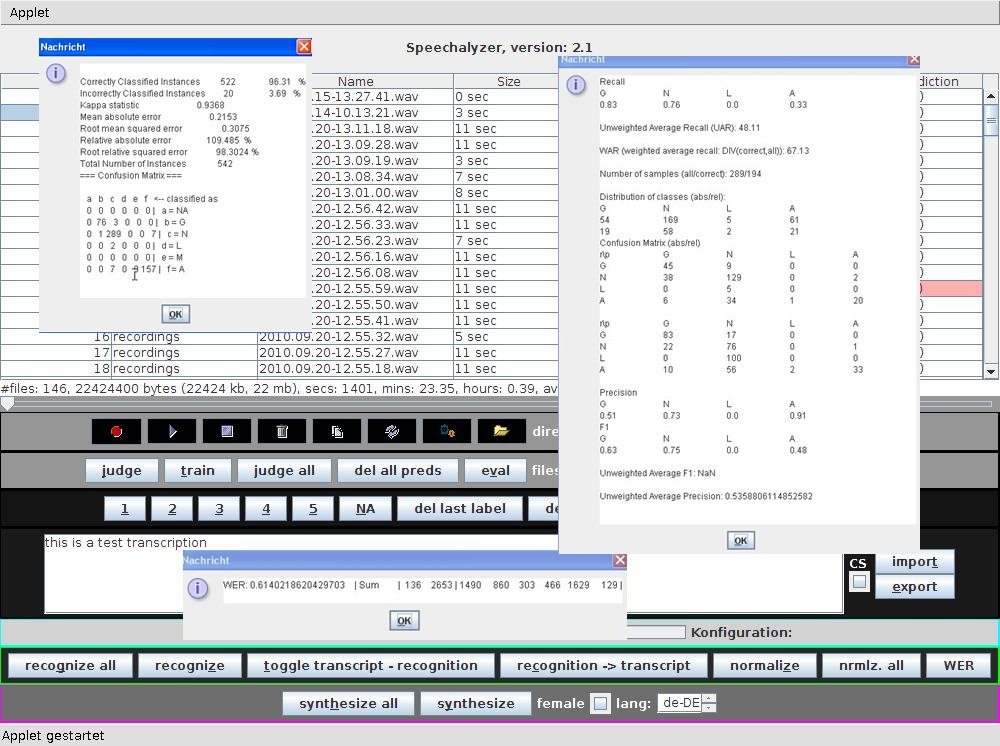 Applet
Speechalyzer, version: 2.1
Nachricht
Correctly Classified Instances 522 96.31 %
Incorrectly Classified Instances 20 3.69 %
Kappa statistic 0.9368
Mean absolute error 0.2153
Root mean squared error 0.3075
Relative absolute error 109.485 %
Root relative squared error 98.3024 %
Total Number of Instances 542
=== Confusion Matrix ===
a b c d e f <-- classified as
0 0 0 0 0 0 | a = NA
0 76 3 0 0 0 | b = G
0 1 289 0 0 7 | c = N
0 0 2 0 0 0 | d = L
0 0 0 0 0 0 | e = M
0 0 7 0 157 | f = A
OK
Name Size diction
.15-13.27.41.wav 0 sec )
.14-10.13.21.wav 3 sec )
.20-13.11.18.wav 11 sec )
.20-13.09.28.wav 11 sec )
.20-13.09.19.wav 3 sec )
.20-13.08.34.wav 7 sec )
.20-13.01.00.wav 8 sec )
.20-12.56.42.wav 11 sec )
.20-12.56.33.wav 11 sec )
.20-12.56.23.wav 7 sec )
.20-12.56.16.wav 11 sec )
.20-12.56.08.wav 11 sec )
.20-12.55.59.wav 11 sec )
.20-12.55.50.wav 11 sec )
.20-12.55.41.wav 11 sec )
16 recordings 2010.09.20-12.55.32.wav 5 sec )
17 recordings 2010.09.20-12.55.27.wav 11 sec )
18 recordings 2010.09.20-12.55.18.wav 11 sec )
#files: 146, 22424400 bytes (22424 kb, 22 mb), secs: 1401, mins: 23.35, hours: 0.39, av
Nachricht
Recall
G N L A
0.83 0.76 0.0 0.33
Unweighted Average Recall (UAR): 48.11
WAR (weighted average recall: DIV(correct,all)): 67.13
Number of samples (all/correct): 289/194
Distribution of classes (abs/rel):
G N L A
54 169 5 61
19 58 2 21
Confusion Matrix (abs/rel)
r\p G N L A
G 45 9 0 0
N 38 129 0 2
L 0 5 0 0
A 6 34 1 20
r\p G N L A
G 83 17 0 0
N 22 76 0 1
L 0 100 0 0
A 10 56 2 33
Precision
G N L A
0.51 0.73 0.0 0.91
F1
G N L A
0.63 0.75 0.0 0.48
Unweighted Average F1: NaN
Unweighted Average Precision: 0.5358806114852582
OK
dire
judge train judge all del all preds eval files
1 2 3 4 5 NA del last label de
this is a test transcription
CS import
export
Nachricht
WER: 0.6140218620429703 | Sum | 136 2653 | 1490 860 303 466 1629 129 |
OK
Konfiguration:
recognize all recognize toggle transcript - recognition recognition -> transcript normalize nrmlz. all WER
synthesize all synthesize female lang: de-DE
Applet gestartet